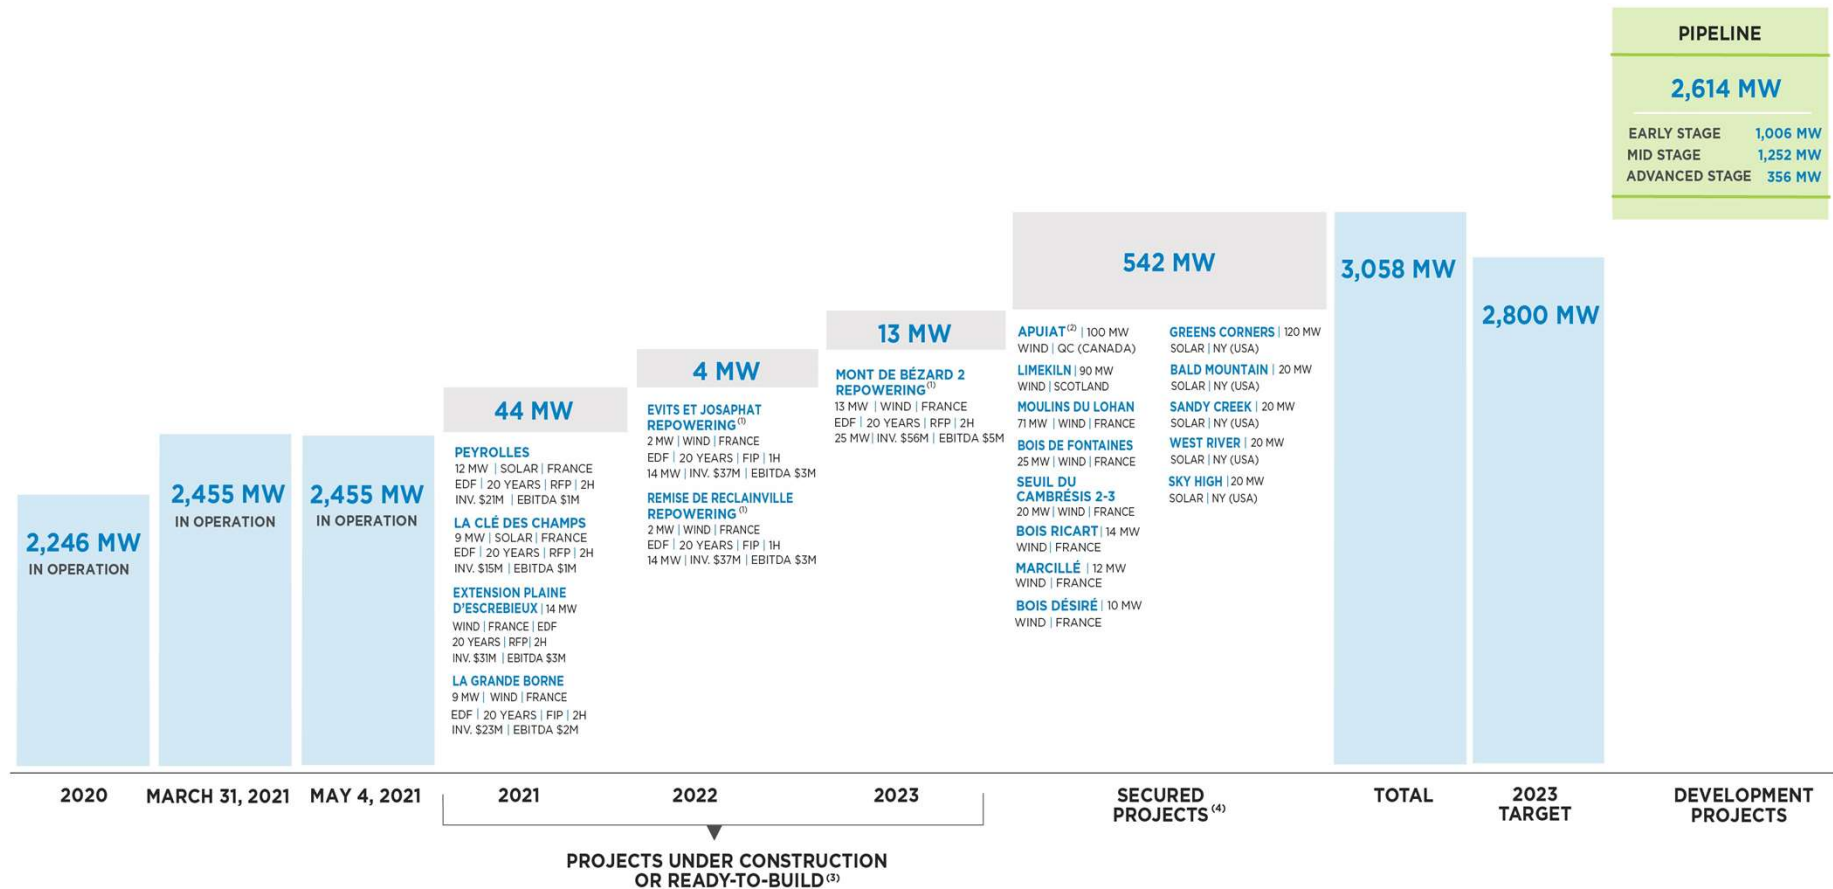 PIPELINE
2,614 MW
EARLY STAGE 1,006 MW
MID STAGE 1,252 MW
ADVANCED STAGE 356 MW
2,246 MW
IN OPERATION
2,455 MW
IN OPERATION
2,455 MW
IN OPERATION
44 MW
PEYROLLES
12 MW | SOLAR | FRANCE
EDF | 20 YEARS | RFP | 2H
INV. $21M | EBITDA $1M
LA CLÉ DES CHAMPS
9 MW | SOLAR | FRANCE
EDF | 20 YEARS | RFP | 2H
INV. $15M | EBITDA $1M
EXTENSION PLAINE
D'ESCREBIEUX | 14 MW
WIND | FRANCE | EDF
20 YEARS | RFP | 2H
INV. $31M | EBITDA $3M
LA GRANDE BORNE
9 MW | WIND | FRANCE
EDF | 20 YEARS | FIP | 2H
INV. $23M | EBITDA $2M
4 MW
EVITS ET JOSAPHAT
REPOWERING (1)
2 MW | WIND | FRANCE
EDF | 20 YEARS | FIP | 1H
14 MW | INV. $37M | EBITDA $3M
REMISE DE RECLAINVILLE
REPOWERING (1)
2 MW | WIND | FRANCE
EDF | 20 YEARS | FIP | 1H
14 MW | INV. $37M | EBITDA $3M
13 MW
MONT DE BÉZARD 2
REPOWERING (1)
13 MW | WIND | FRANCE
EDF | 20 YEARS | RFP | 2H
25 MW | INV. $56M | EBITDA $5M
542 MW
APUIAT (2) | 100 MW
WIND | QC (CANADA)
LIMEKILN | 90 MW
WIND | SCOTLAND
MOULINS DU LOHAN
71 MW | WIND | FRANCE
BOIS DE FONTAINES
25 MW | WIND | FRANCE
SEUIL DU
CAMBRÉSIS 2-3
20 MW | WIND | FRANCE
BOIS RICART | 14 MW
WIND | FRANCE
MARCILLÉ | 12 MW
WIND | FRANCE
BOIS DÉSIRÉ | 10 MW
WIND | FRANCE
GREENS CORNERS | 120 MW
SOLAR | NY (USA)
BALD MOUNTAIN | 20 MW
SOLAR | NY (USA)
SANDY CREEK | 20 MW
SOLAR | NY (USA)
WEST RIVER | 20 MW
SOLAR | NY (USA)
SKY HIGH | 20 MW
SOLAR | NY (USA)
3,058 MW
2,800 MW
2020
MARCH 31, 2021
MAY 4, 2021
2021
2022
2023
SECURED
PROJECTS (4)
TOTAL
2023
TARGET
DEVELOPMENT
PROJECTS
PROJECTS UNDER CONSTRUCTION
OR READY-TO-BUILD (3)